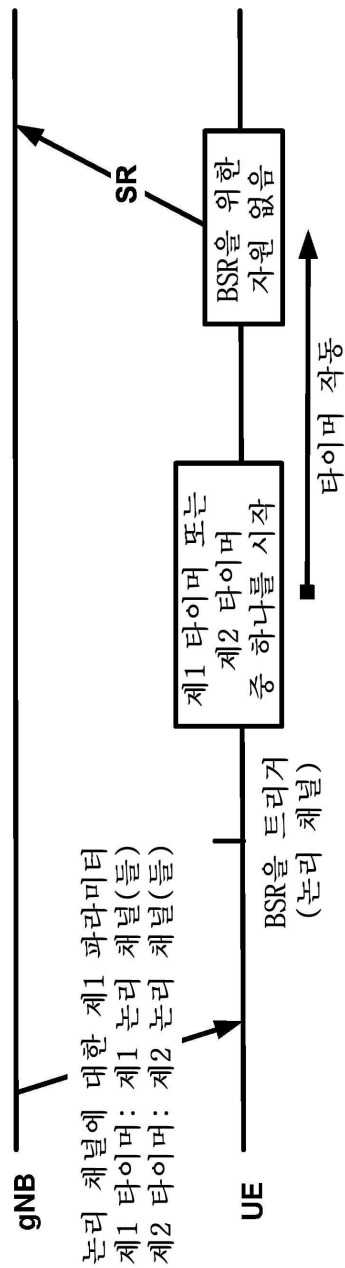 gNB
논리 채널에 대한 제1 파라미터
제1 타이머: 제1 논리 채널(들)
제2 타이머: 제2 논리 채널(들)
UE
BSR을 트리거
(논리 채널)
제1 타이머 또는
제2 타이머
중 하나를 시작
타이머 작동
BSR을 위한
자원 없음
SR